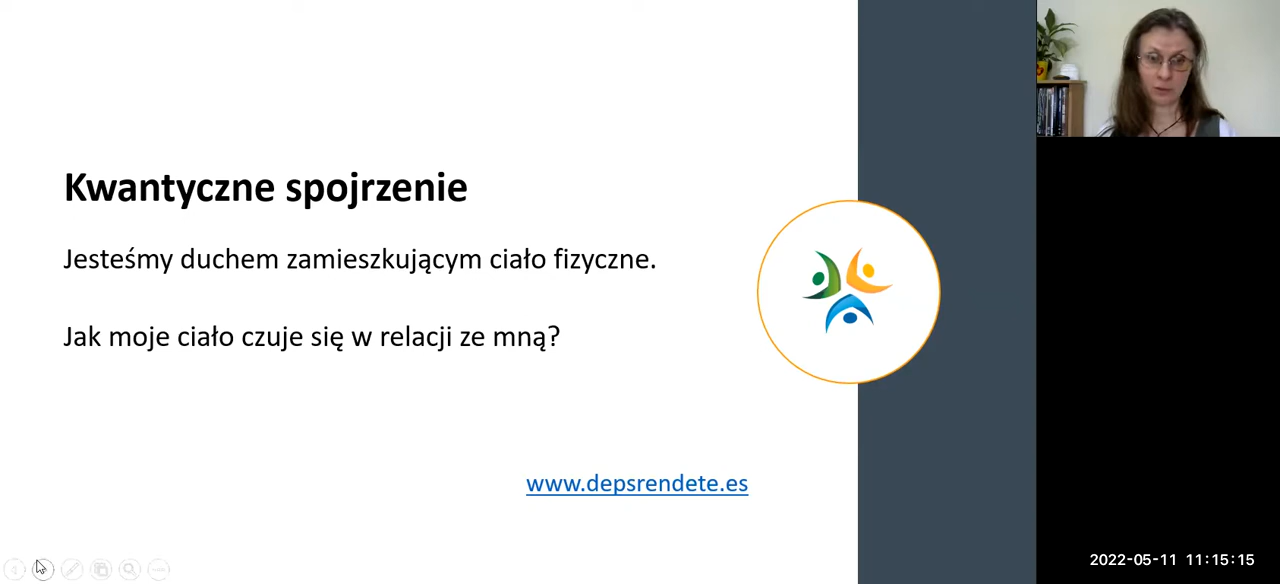 Kwantyczne spojrzenie
Jesteśmy duchem zamieszkującym ciało fizyczne.
Jak moje ciało czuje się w relacji ze mną?
www.depsrendete.es
2022-05-11 11:15:15